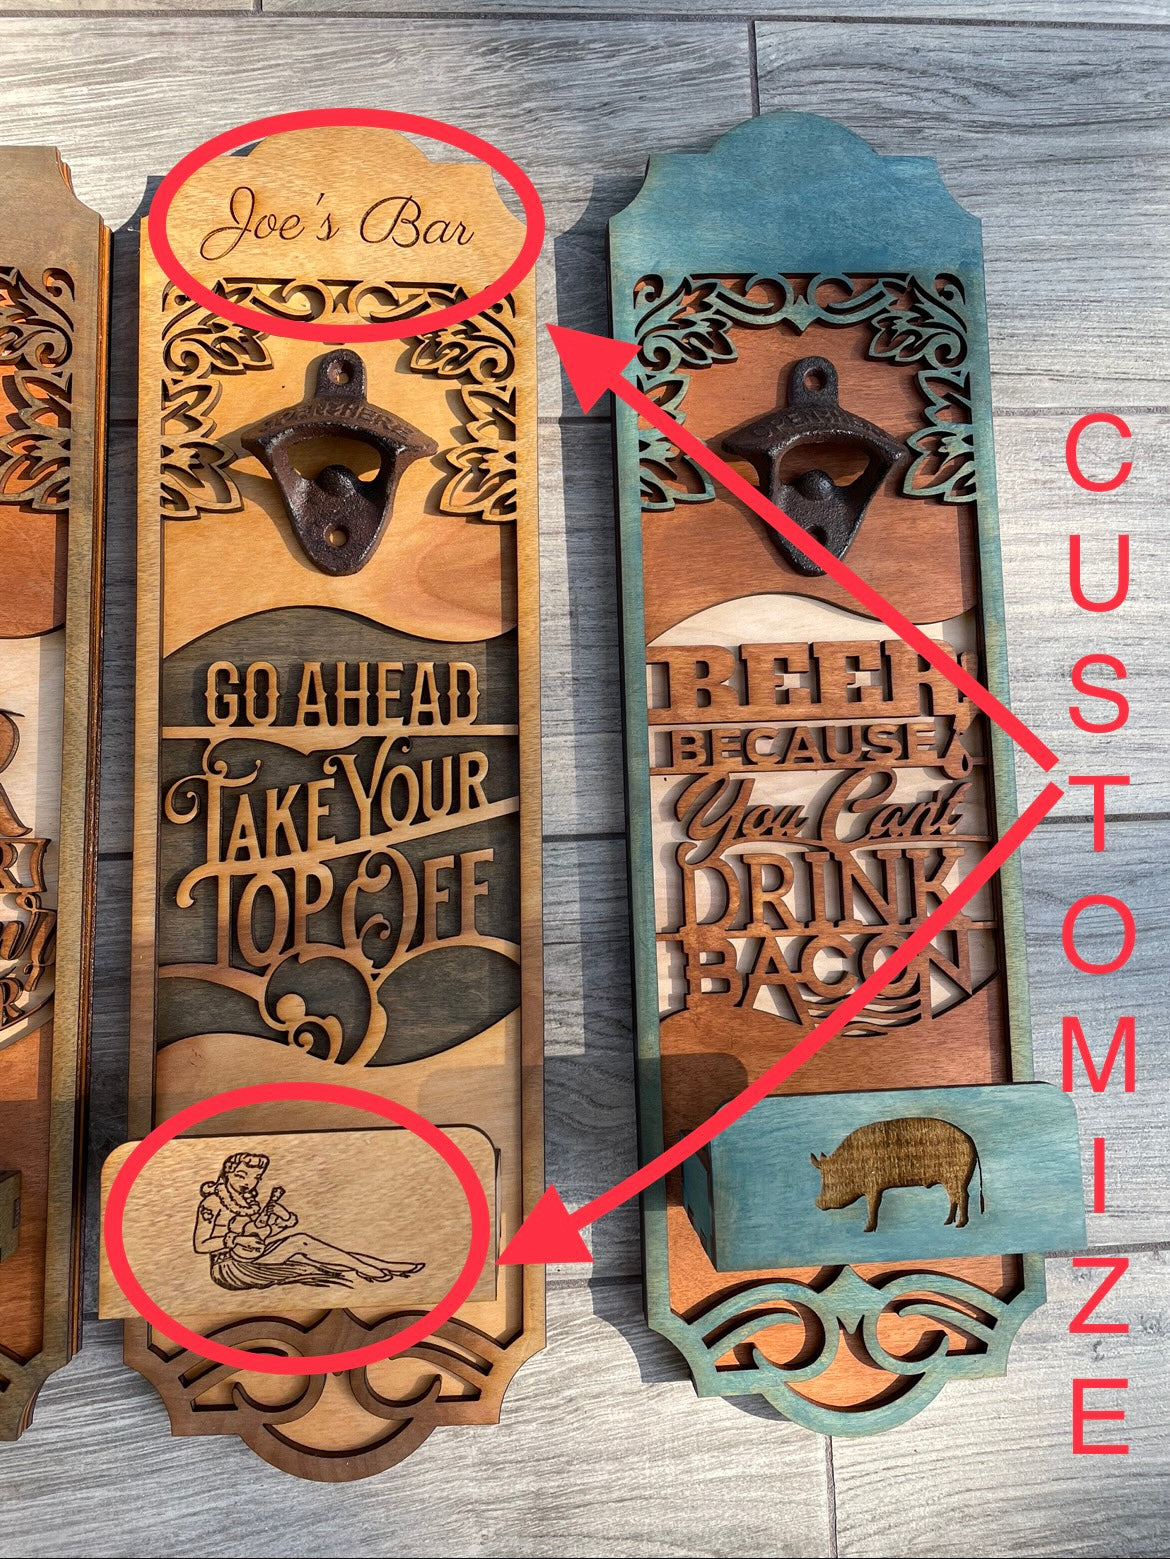 Joe's Bar
GO AHEAD
TAKE YOUR
TOP OFF
BEER
BECAUSE
You Can't
DRINK
BACON
CUSTOMIZE